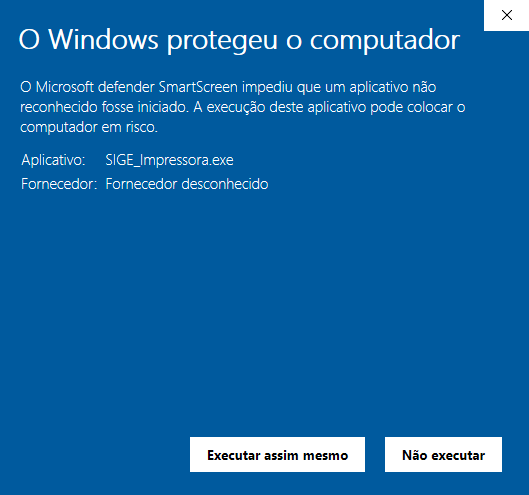 O Windows protegeu o computador
O Microsoft defender SmartScreen impediu que um aplicativo não
reconhecido fosse iniciado. A execução deste aplicativo pode colocar o
computador em risco.
Aplicativo: SIGE_Impressora.exe
Fornecedor: Fornecedor desconhecido
Executar assim mesmo Não executar